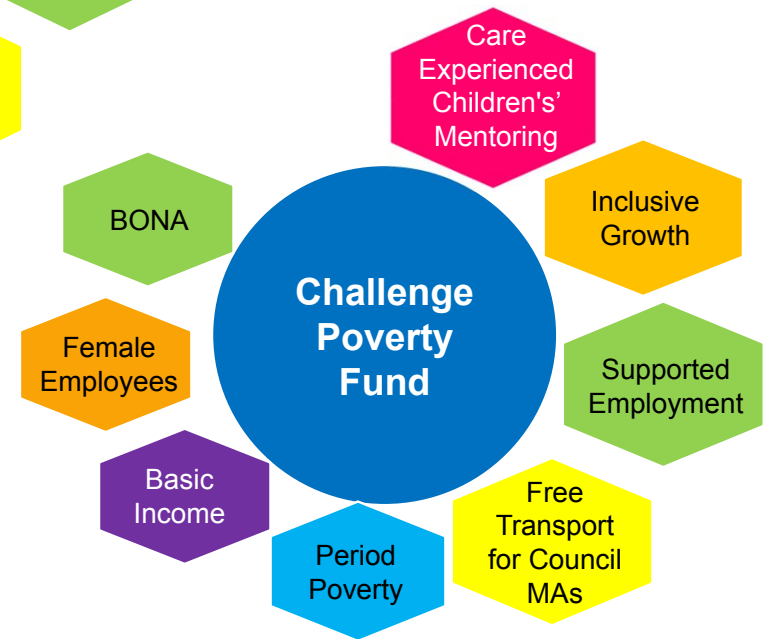 Care
Experienced
Children's’
Mentoring
Inclusive
Growth
BONA
Challenge
Poverty
Fund
Female
Employees
Supported
Employment
Basic
Income
Free
Transport
for Council
MAs
Period
Poverty